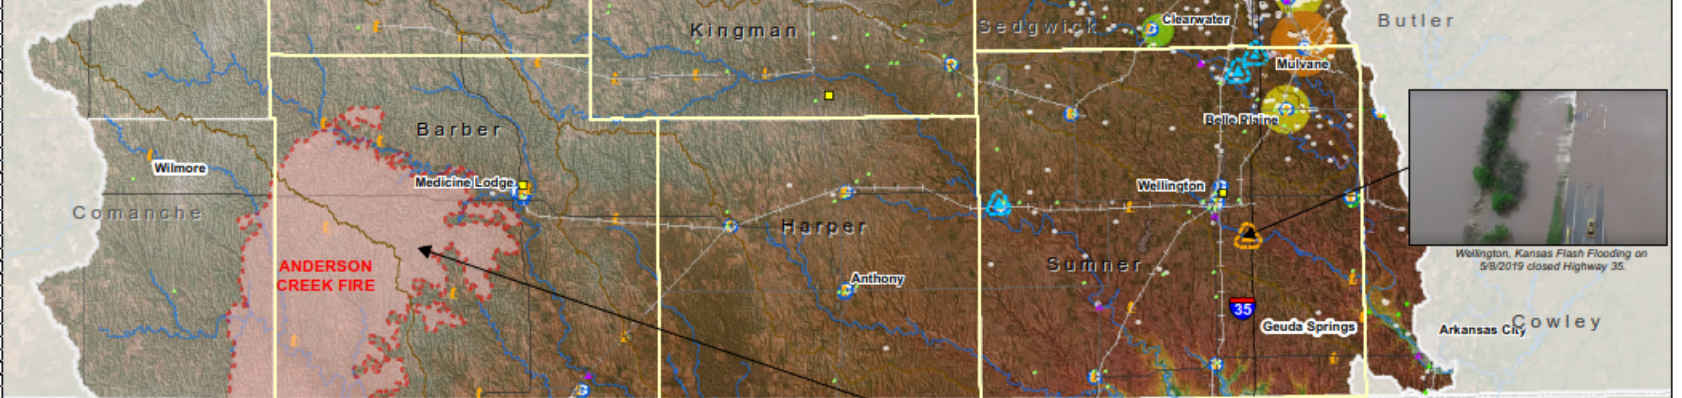 Kingman
Sedgwick
Clearwater
Butler
Mulvane
Belle Plaine
Barber
Wilmore
Medicine Lodge
Wellington
Comanche
Harper
ANDERSON
CREEK FIRE
Sumner
Anthony
Wellington, Kansas Flash Flooding on
5/8/2019 closed Highway 35.
35
Geuda Springs
Arkansas City
Cowley